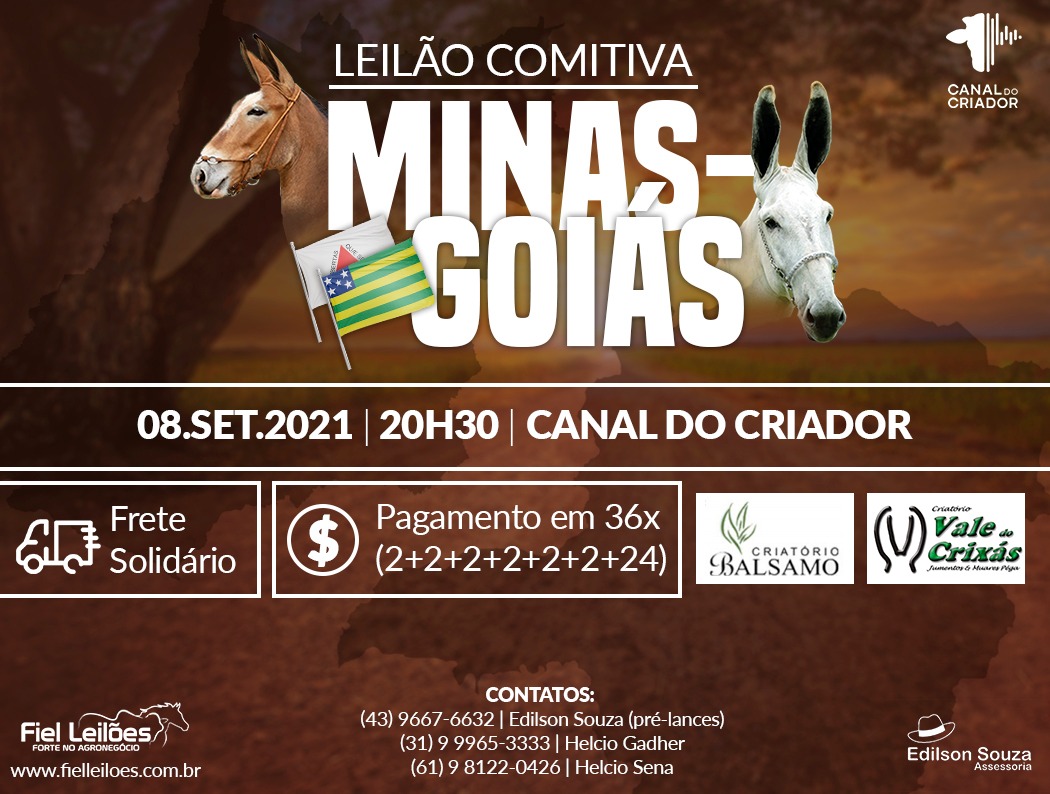 LEILÃO COMITIVA
CANAL DO
CRIADOR
MINAS-
GOIÁS
08.SET.2021 | 20H30 | CANAL DO CRIADOR
Frete
Solidário
$
Pagamento em 36x
(2+2+2+2+2+2+24)
CRIATÓRIO
BALSAMO
Criatório
Vale do
Crixás
Jumentos & Muares Pêga
CONTATOS:
(43) 9667-6632 | Edilson Souza (pré-lances)
(31) 9 9965-3333 | Helcio Gadher
(61) 9 8122-0426 | Helcio Sena
Fiel Leilões
FORTE NO AGRONEGÓCIO
www.fielleiloes.com.br
Edilson Souza
Assessoria